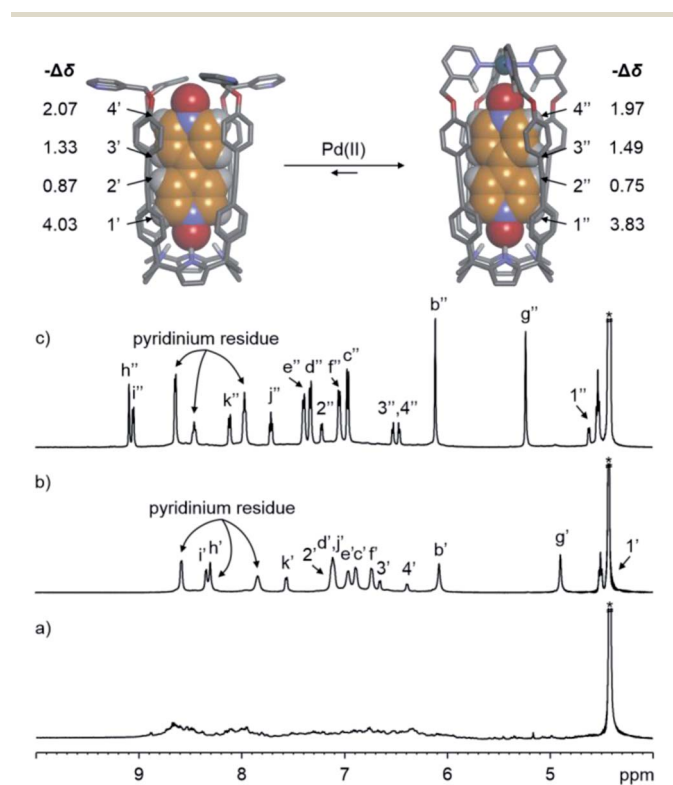 -Δδ -Δδ
2.07 4' 4'' 1.97
1.33 3' Pd(II) 3'' 1.49
0.87 2' 2'' 0.75
4.03 1' 1'' 3.83
c)
pyridinium residue
h'' i'' k'' j'' e'' d'' 2'' f'' c'' 3'',4'' b'' g'' 1'' *
b)
pyridinium residue
i' h' k' 2' d',j' e' c' f' 3' 4' b' g' * 1'
a)
*
9 8 7 6 5 ppm